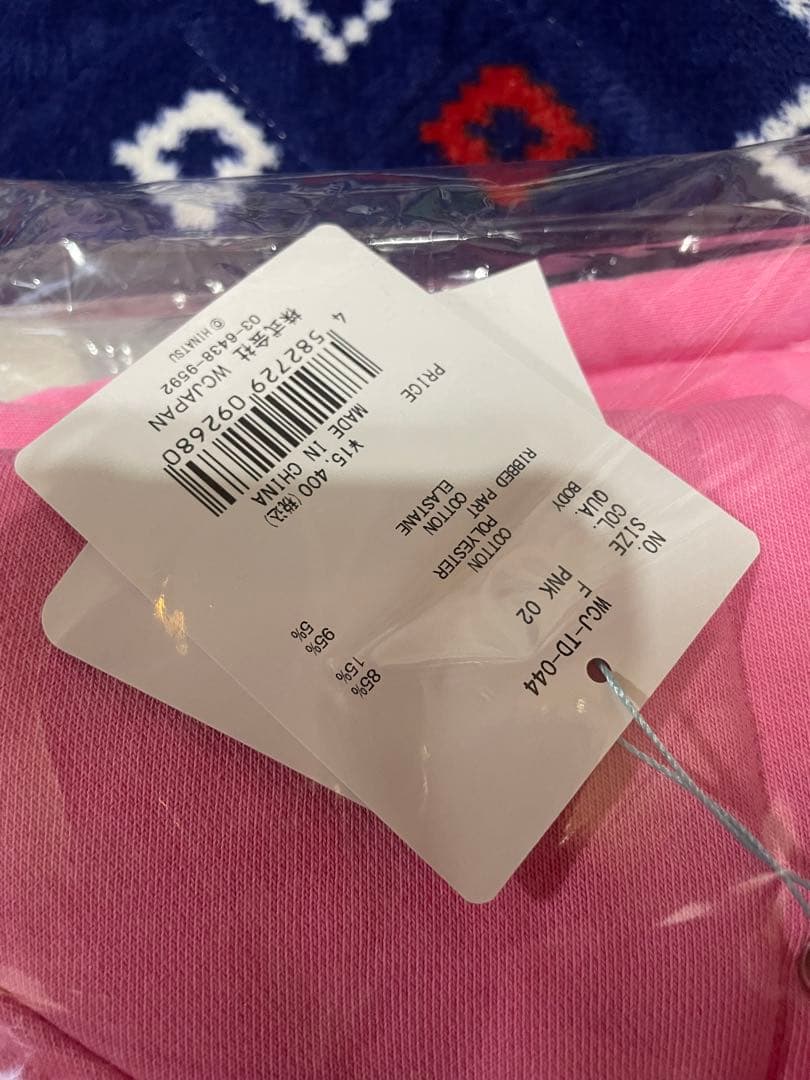 NO. WCJ-TD-044
SIZE F
COL. PNK 02
QUA.
BODY COTTON 85%
POLYESTER 15%
RIBBED PART COTTON 95%
ELASTANE 5%
PRICE ¥15,400(税込)
MADE IN CHINA
4 582729 092680
株式会社 WCJAPAN
03-6438-9592
© HINATSU